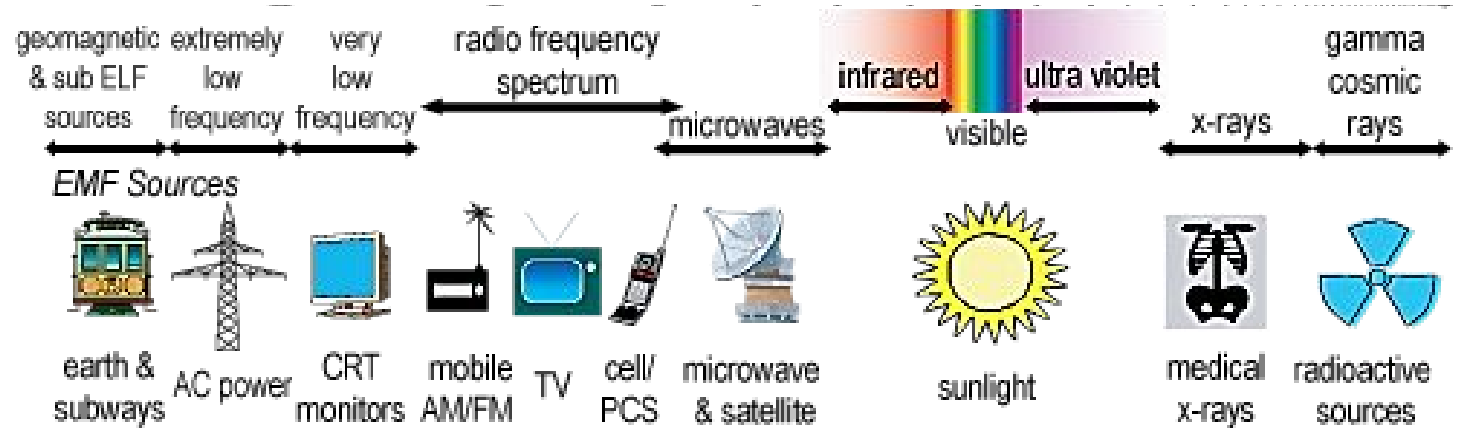 geomagnetic
& sub ELF
sources
extremely
low
frequency
very
low
frequency
radio frequency
spectrum
microwaves
infrared
visible
ultra violet
x-rays
gamma
cosmic
rays
EMF Sources
earth &
subways
AC power
CRT
monitors
mobile
AM/FM
TV
cell/
PCS
microwave
& satellite
sunlight
medical
x-rays
radioactive
sources